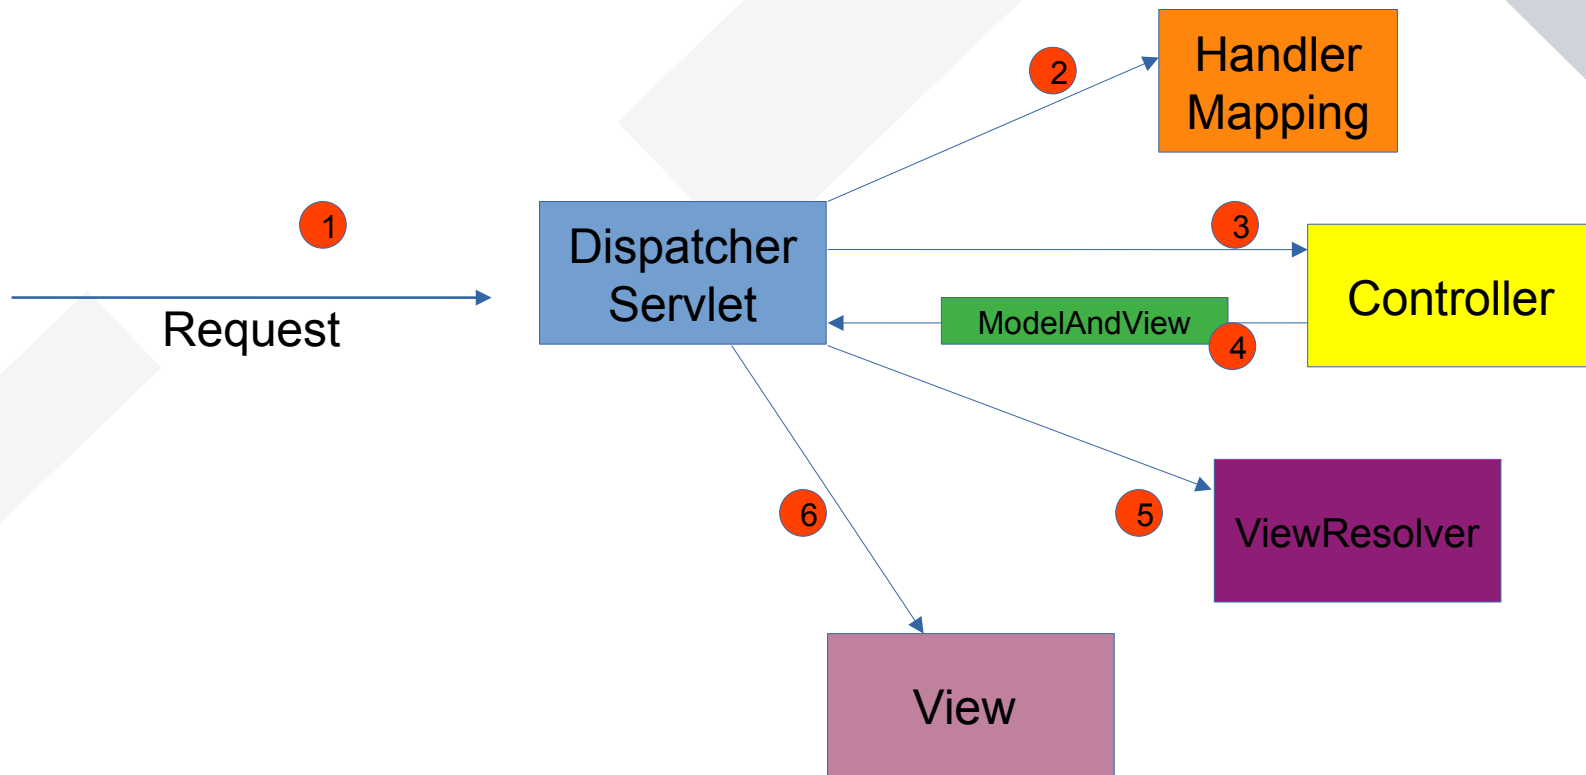 1
Request
Dispatcher
Servlet
2
Handler
Mapping
3
Controller
ModelAndView
4
5
ViewResolver
6
View